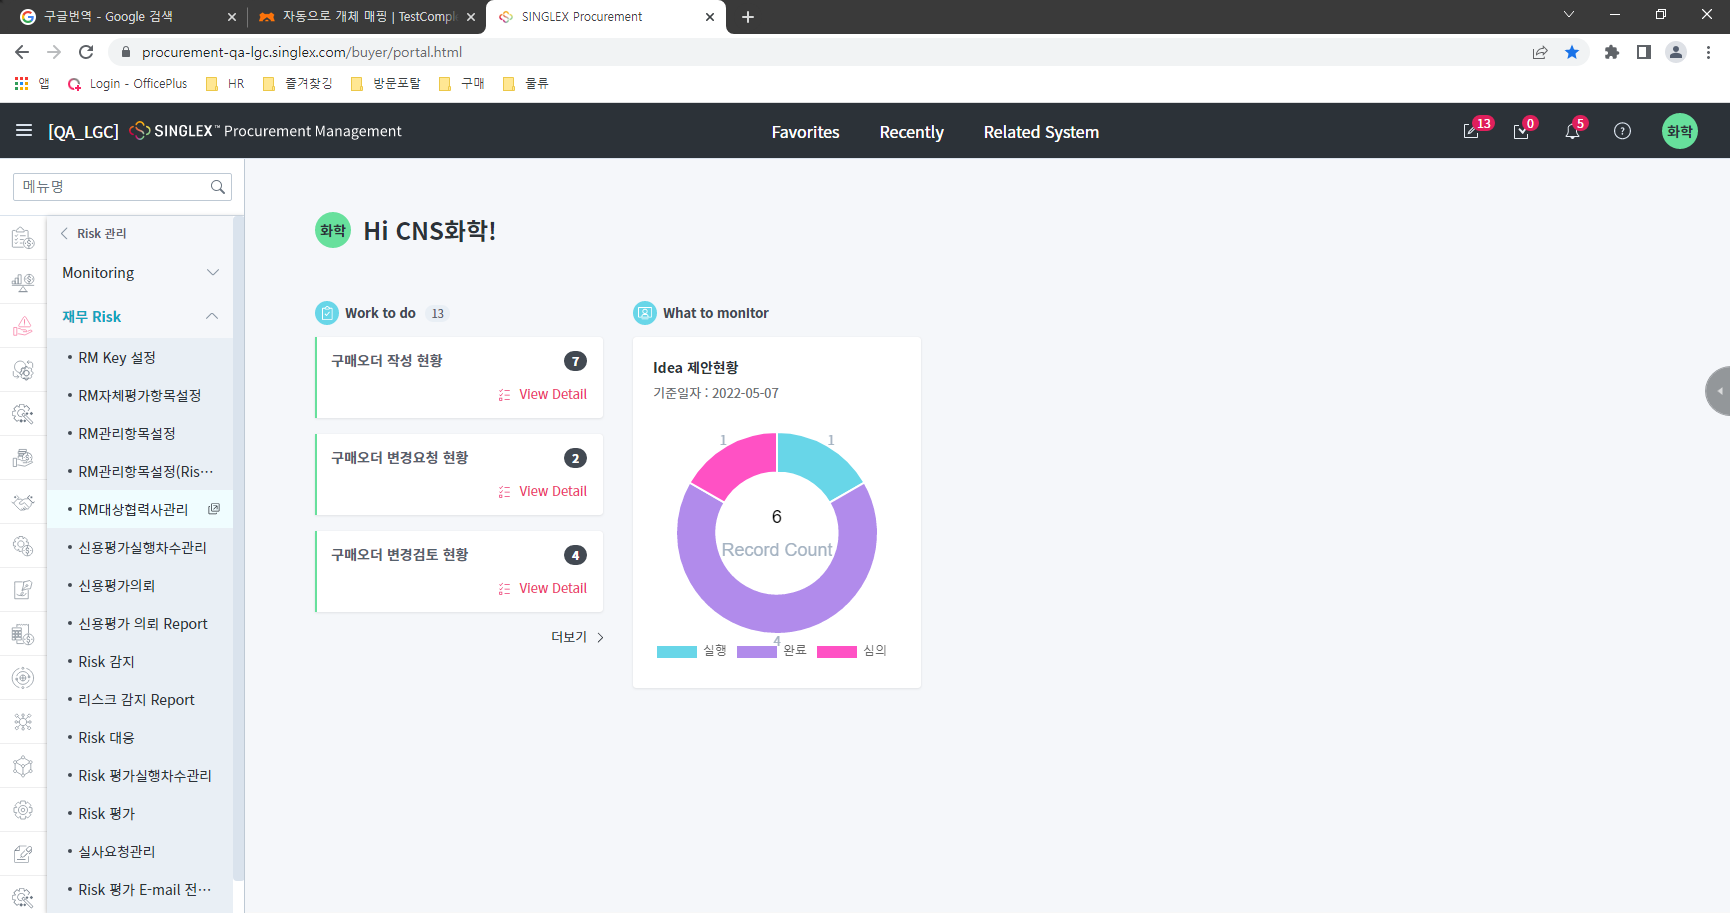 구글번역 - Google 검색
자동으로 개체 매핑 | TestComple
SINGLEX Procurement
procurement-qa-lgc.singlex.com/buyer/portal.html
앱
Login - OfficePlus
HR
즐겨찾깅
방문포탈
구매
물류
[QA_LGC] SINGLEX™ Procurement Management
Favorites
Recently
Related System
13
0
5
?
화학
메뉴명
Risk 관리
Monitoring
재무 Risk
• RM Key 설정
• RM자체평가항목설정
• RM관리항목설정
• RM관리항목설정(Ris…
• RM대상협력사관리
• 신용평가실행차수관리
• 신용평가의뢰
• 신용평가 의뢰 Report
• Risk 감지
• 리스크 감지 Report
• Risk 대응
• Risk 평가실행차수관리
• Risk 평가
• 실사요청관리
• Risk 평가 E-mail 전…
화학
Hi CNS화학!
Work to do 13
구매오더 작성 현황 7
View Detail
구매오더 변경요청 현황 2
View Detail
구매오더 변경검토 현황 4
View Detail
더보기
What to monitor
Idea 제안현황
기준일자 : 2022-05-07
1
1
6
Record Count
4
실행
완료
심의